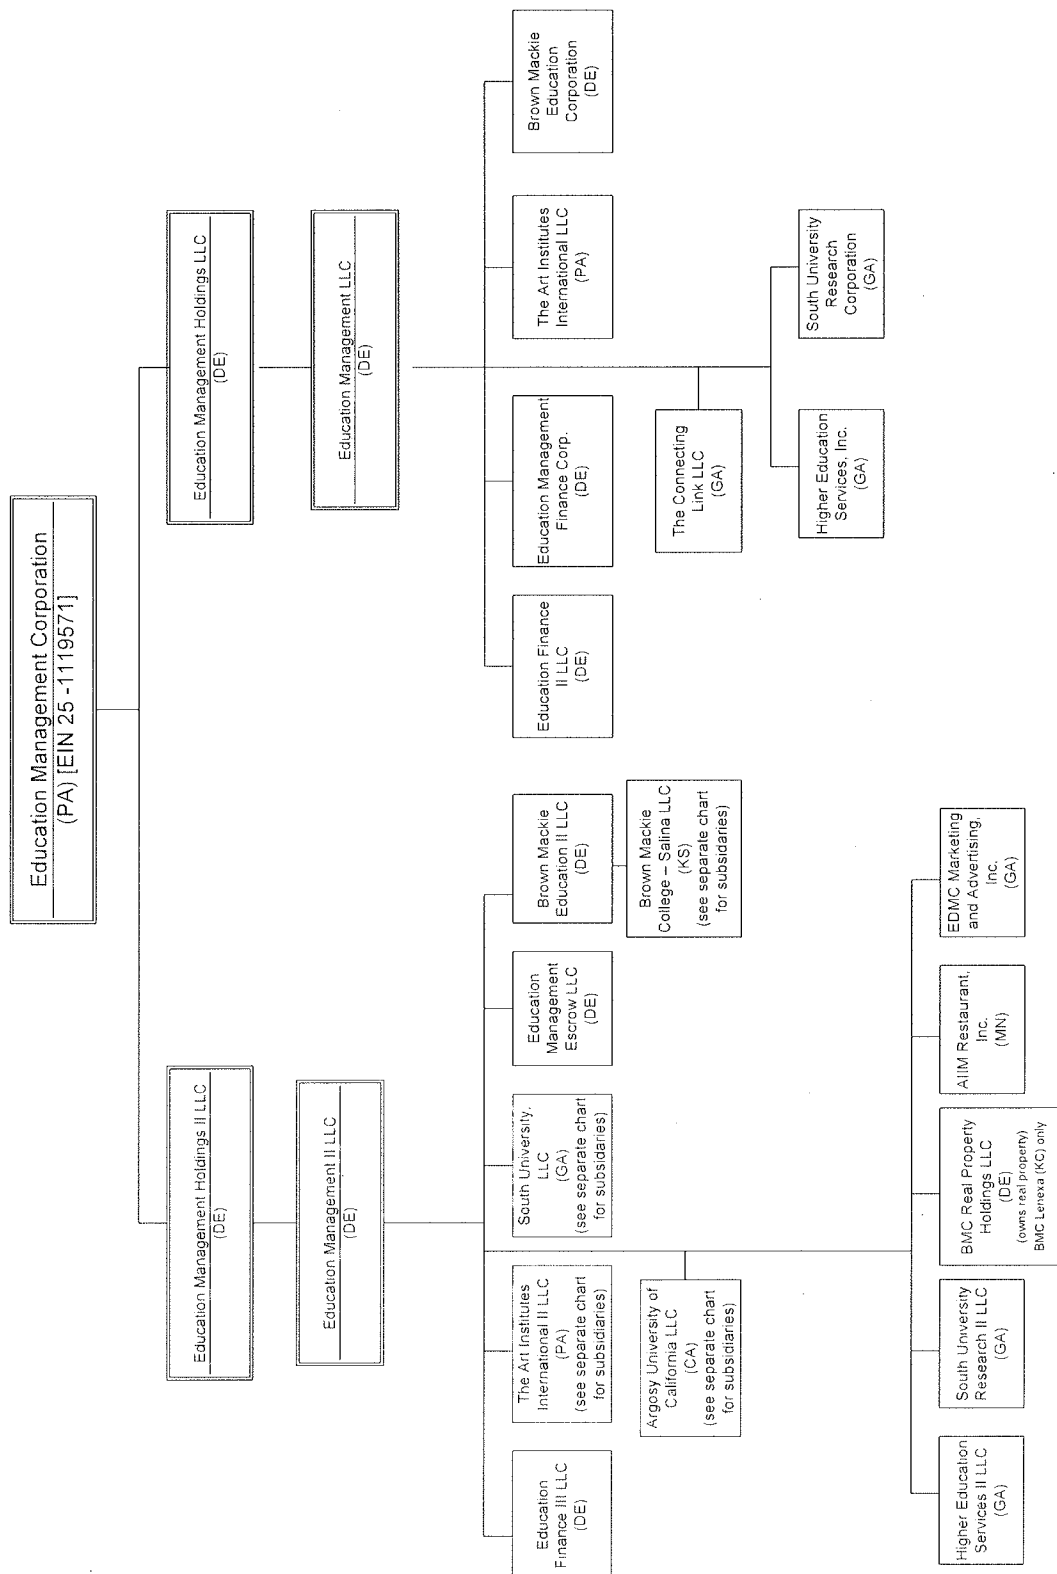 Education Management Corporation
(PA) [EIN 25 -1119571]
Education Management Holdings II LLC
(DE)
Education Management Holdings LLC
(DE)
Education Management II LLC
(DE)
Education Management LLC
(DE)
Education
Finance III LLC
(DE)
The Art Institutes
International II LLC
(PA)
(see separate chart
for subsidaries)
South University,
LLC
(GA)
(see separate chart
for subsidaries)
Education
Management
Escrow LLC
(DE)
Brown Mackie
Education II LLC
(DE)
Education Finance
II LLC
(DE)
Education Management
Finance Corp.
(DE)
The Art Institutes
International LLC
(PA)
Brown Mackie
Education
Corporation
(DE)
Argosy University of
California LLC
(CA)
(see separate chart
for subsidiaries)
Brown Mackie
College – Salina LLC
(KS)
(see separate chart
for subsidaries)
The Connecting
Link LLC
(GA)
Higher Education
Services, Inc.
(GA)
South University
Research
Corporation
(GA)
Higher Education
Services II LLC
(GA)
South University
Research II LLC
(GA)
BMC Real Property
Holdings LLC
(DE)
(owns real property)
BMC Lenexa (KC) only
AIIM Restaurant,
Inc.
(MN)
EDMC Marketing
and Advertising,
Inc.
(GA)